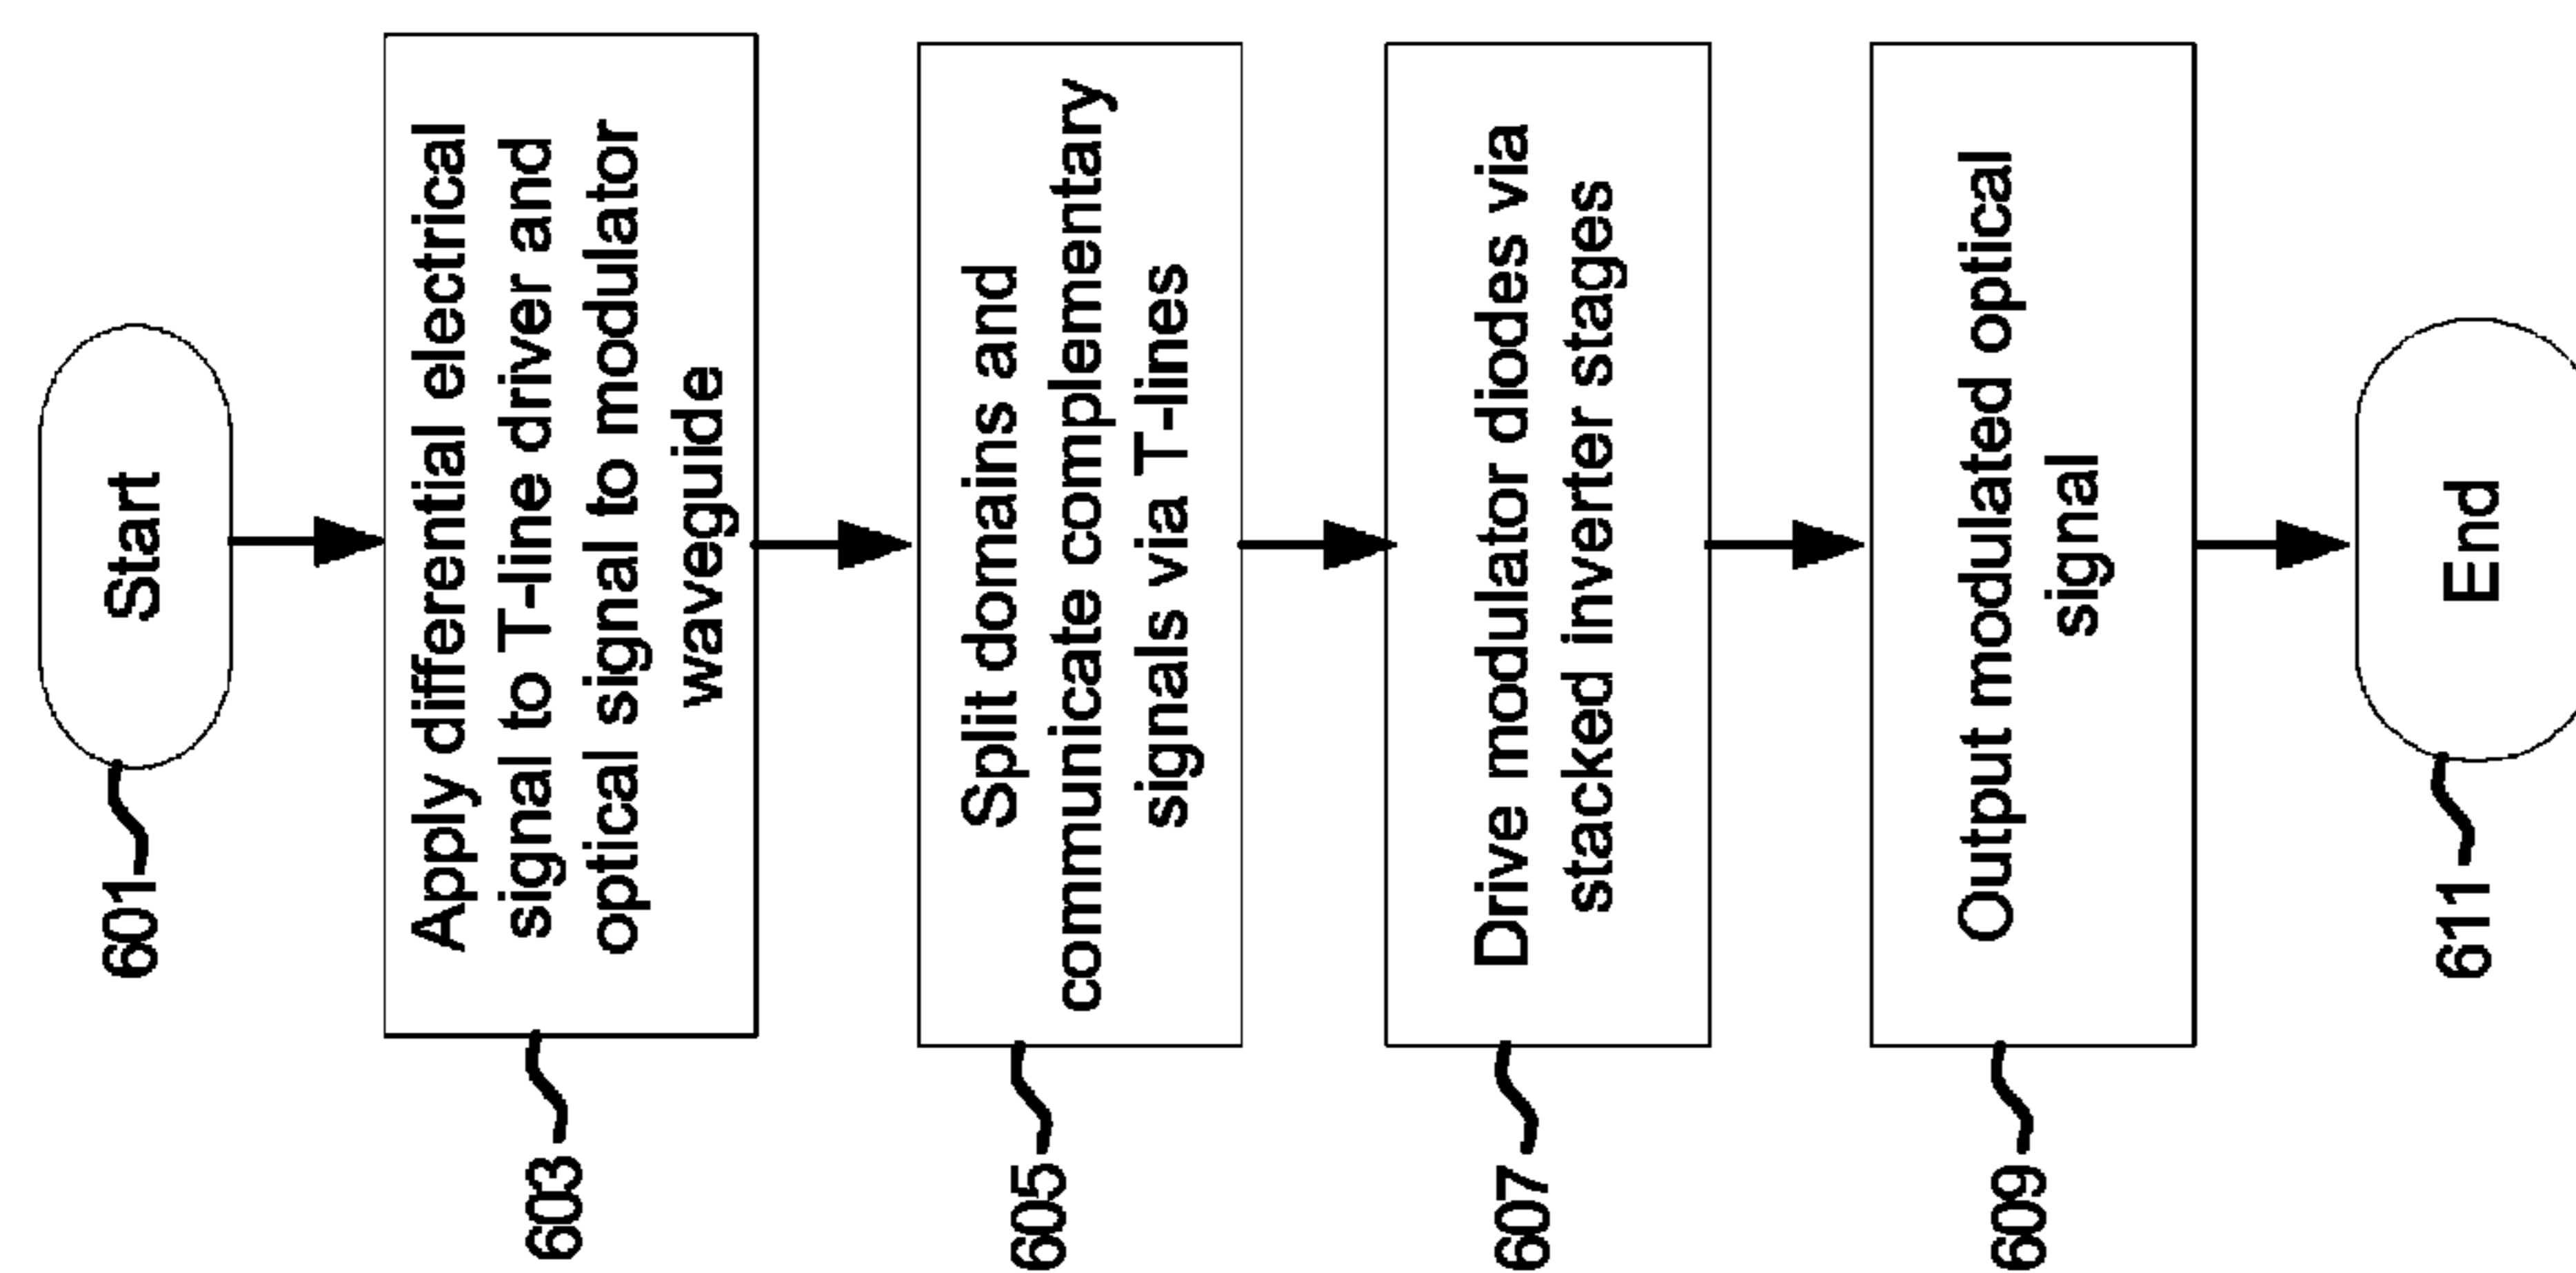 601
Start
603
Apply differential electrical
signal to T-line driver and
optical signal to modulator
waveguide
605
Split domains and
communicate complementary
signals via T-lines
607
Drive modulator diodes via
stacked inverter stages
609
Output modulated optical
signal
611
End